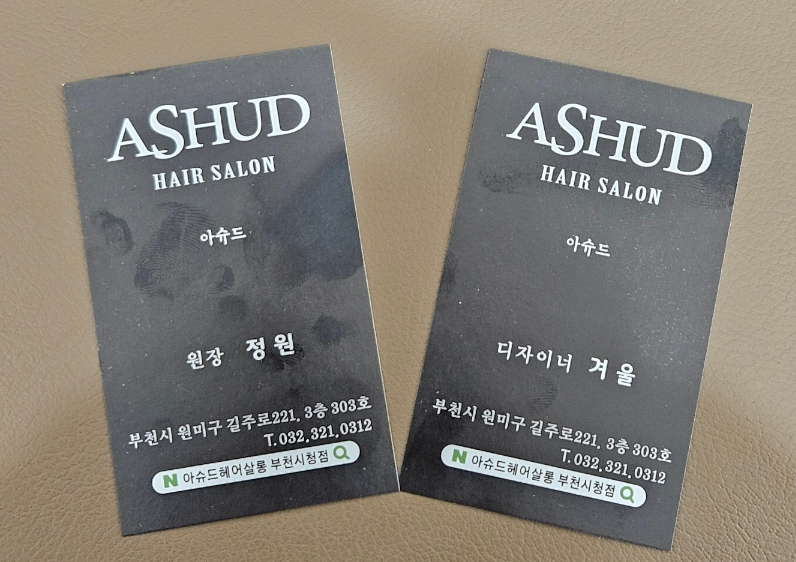 ASHUD
HAIR SALON
아슈드
원장 정원
부천시 원미구 길주로221, 3층 303호
T.032.321.0312
N 아슈드헤어살롱 부천시청점
ASHUD
HAIR SALON
아슈드
디자이너 겨울
부천시 원미구 길주로221, 3층 303호
T.032.321.0312
N 아슈드헤어살롱 부천시청점